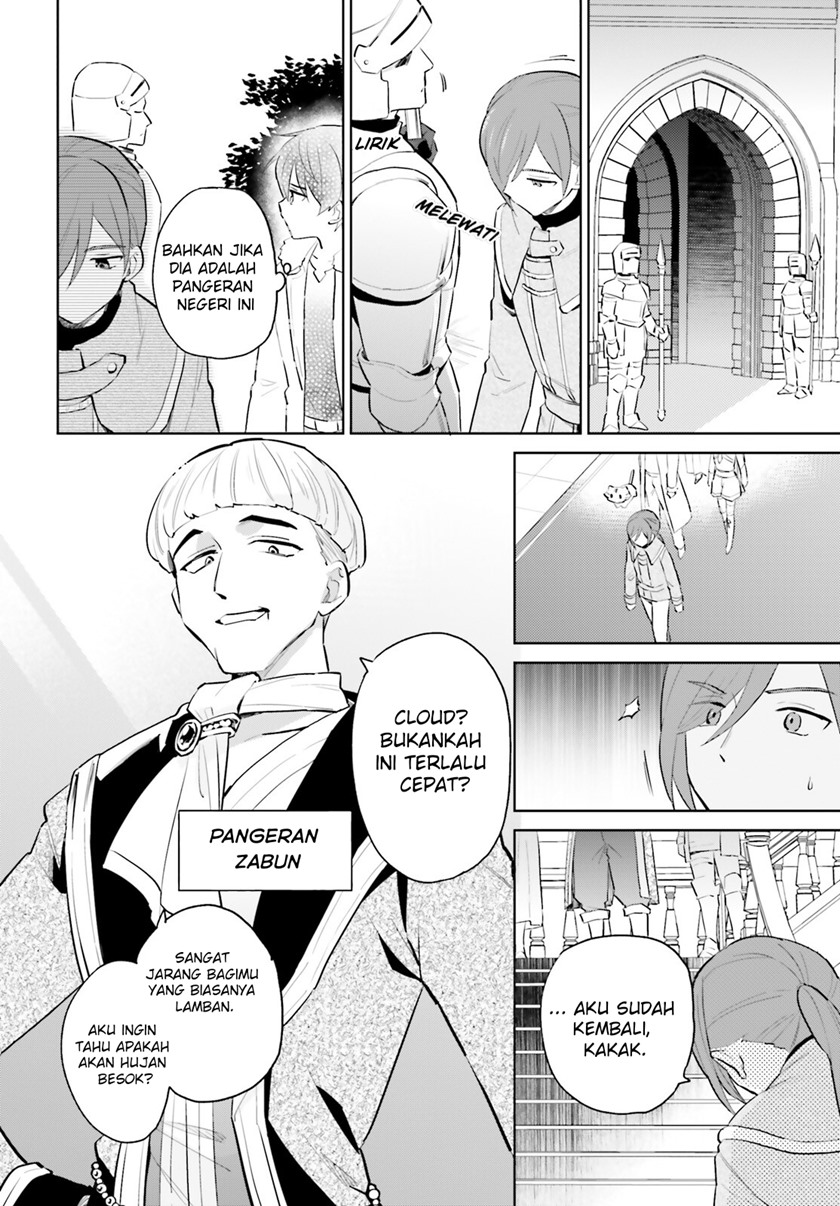 LIRIK
MELEWATI
BAHKAN JIKA
DIA ADALAH
PANGERAN
NEGERI INI
... AKU SUDAH
KEMBALI,
KAKAK.
CLOUD?
BUKANKAH
INI TERLALU
CEPAT?
PANGERAN
ZABUN
SANGAT
JARANG BAGIMU
YANG BIASANYA
LAMBAN.
AKU INGIN
TAHU APAKAH
AKAN HUJAN
BESOK?